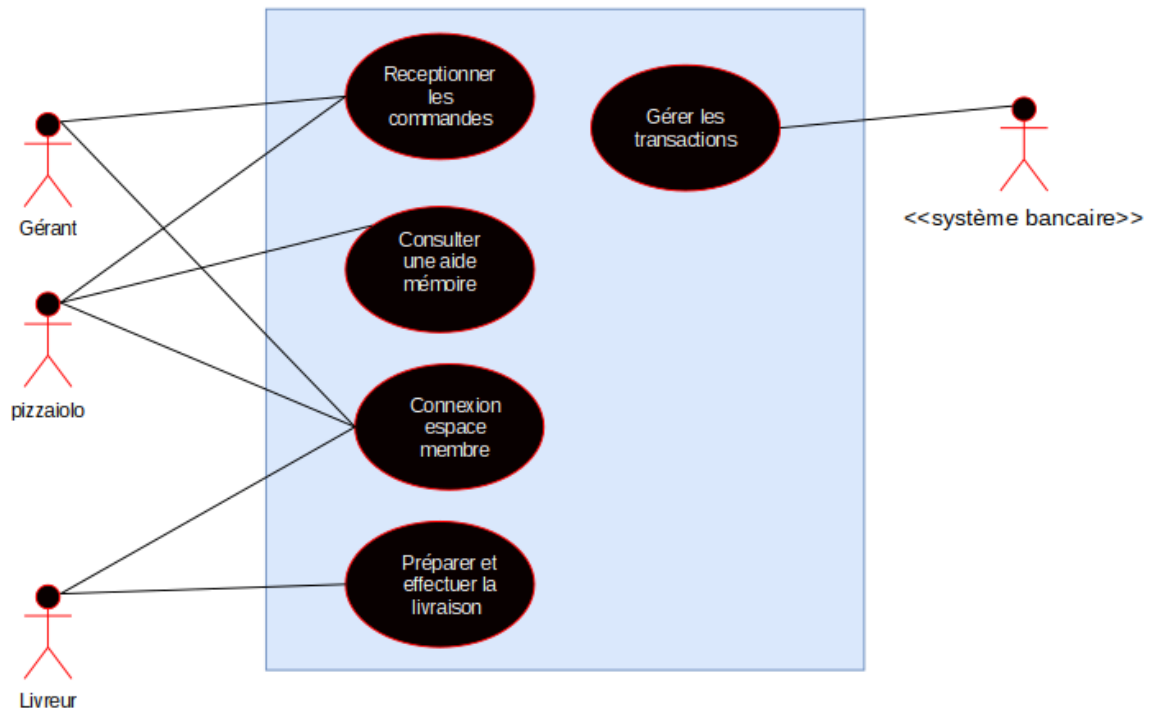 Receptionner
les
commandes
Gérer les
transactions
Gérant
<<système bancaire>>
Consulter
une aide
mémoire
pizzaiolo
Connexion
espace
membre
Préparer et
effectuer la
livraison
Livreur